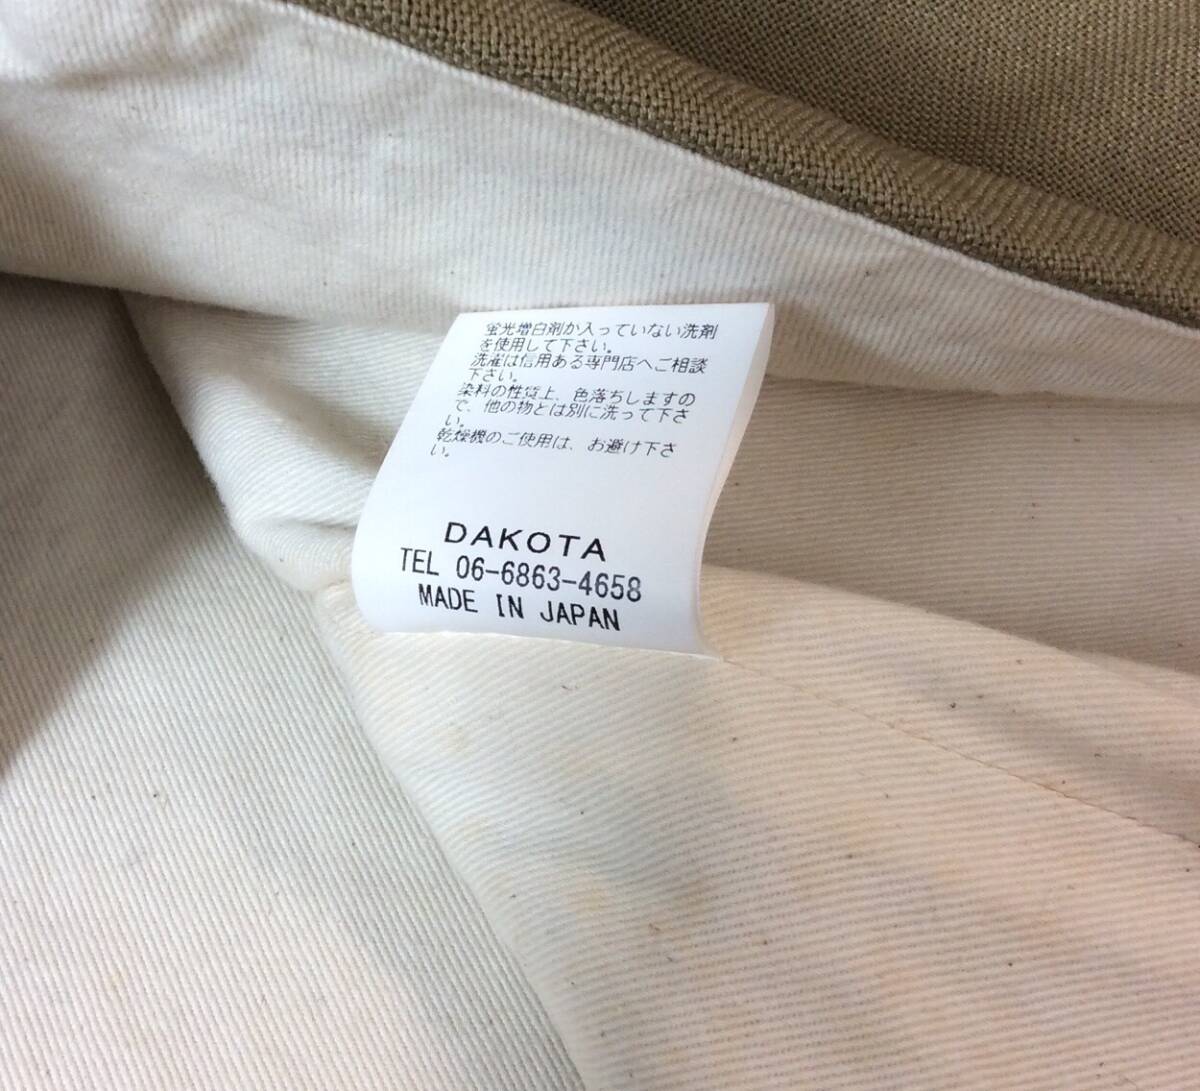 蛍光増白剤が入っていない洗剤
を使用して下さい。
洗濯は信用ある専門店へご相談
下さい。
染料の性質上、色落ちしますの
で、他の物とは別に洗って下さ
い。
乾燥機のご使用は、お避け下さ
い。
DAKOTA
TEL 06-6863-4658
MADE IN JAPAN